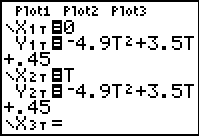 Plot1 Plot2 Plot3
\X1T=0
Y1T=-4.9T²+3.5T
+.45
\X2T=T
Y2T=-4.9T²+3.5T
+.45
\X3T=